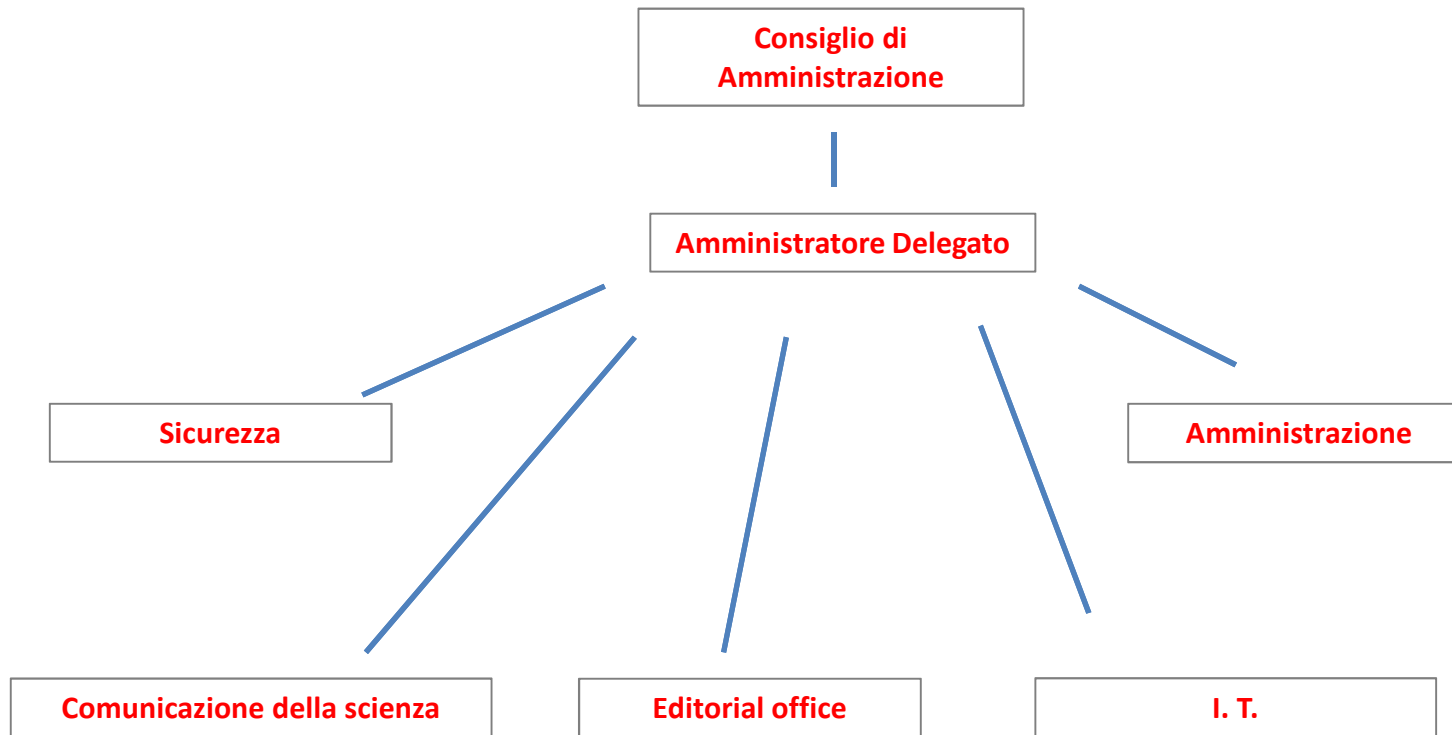 Consiglio di
Amministrazione
Amministratore Delegato
Sicurezza
Amministrazione
Comunicazione della scienza
Editorial office
I. T.